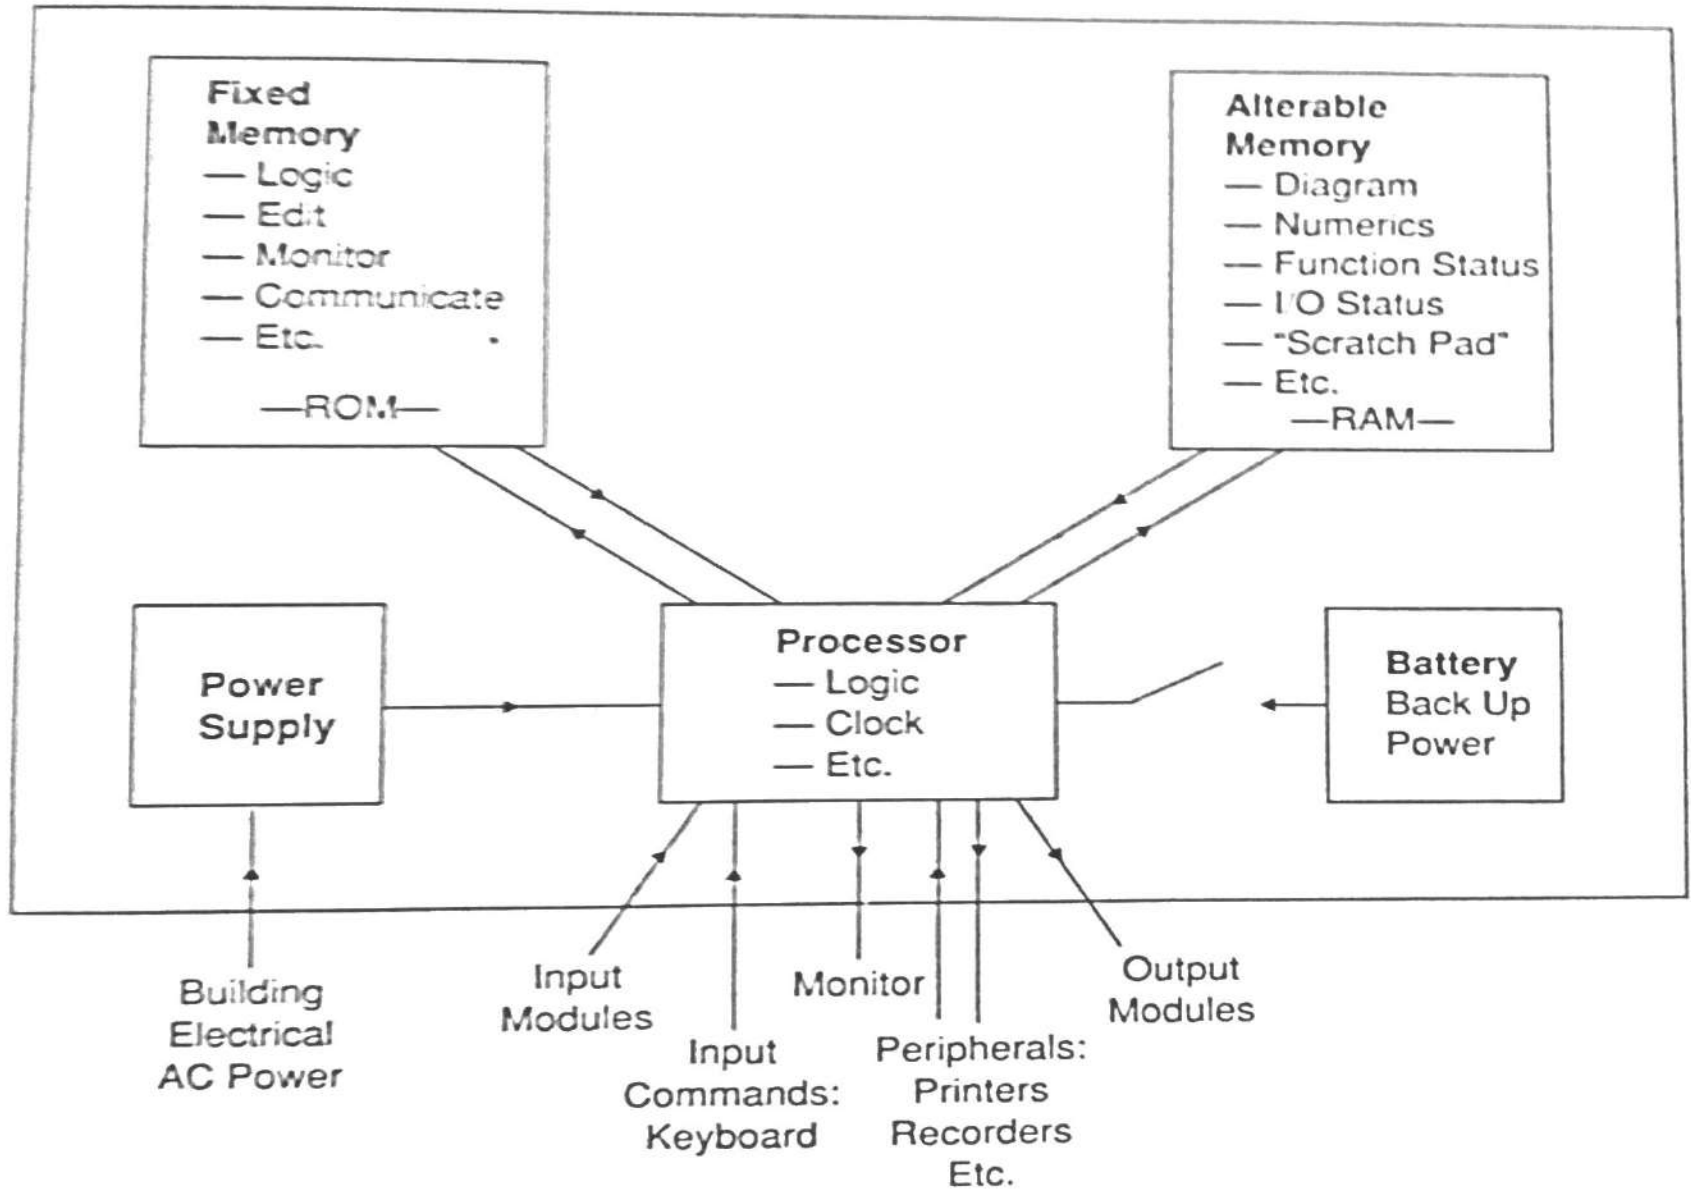 Fixed
Memory
— Logic
— Edit
— Monitor
— Communicate
— Etc.
—ROM—
Alterable
Memory
— Diagram
— Numerics
— Function Status
— I/O Status
— "Scratch Pad"
— Etc.
—RAM—
Power
Supply
Processor
— Logic
— Clock
— Etc.
Battery
Back Up
Power
Building
Electrical
AC Power
Input
Modules
Input
Commands:
Keyboard
Monitor
Peripherals:
Printers
Recorders
Etc.
Output
Modules